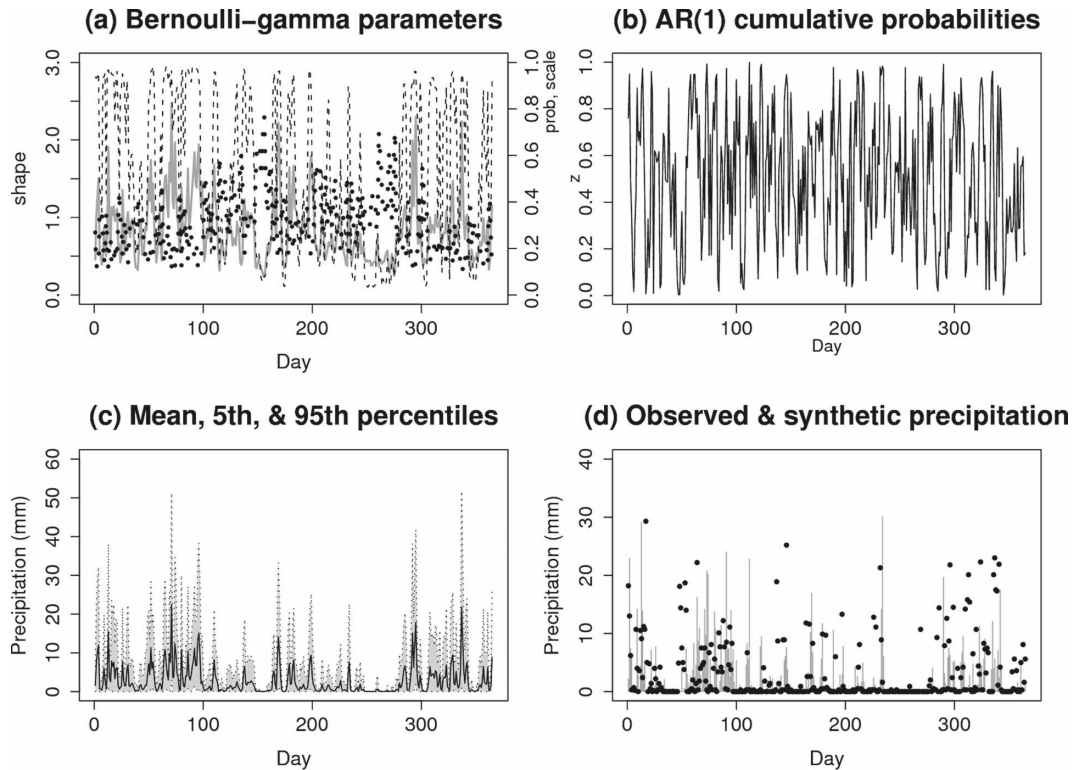 (a) Bernoulli−gamma parameters
shape
0.0 1.0 2.0 3.0
prob, scale
0.0 0.2 0.4 0.6 0.8 1.0
0 100 200 300
Day
(b) AR(1) cumulative probabilities
z
0.0 0.2 0.4 0.6 0.8 1.0
0 100 200 300
Day
(c) Mean, 5th, & 95th percentiles
Precipitation (mm)
0 10 20 30 40 50 60
0 100 200 300
Day
(d) Observed & synthetic precipitation
Precipitation (mm)
0 10 20 30 40
0 100 200 300
Day